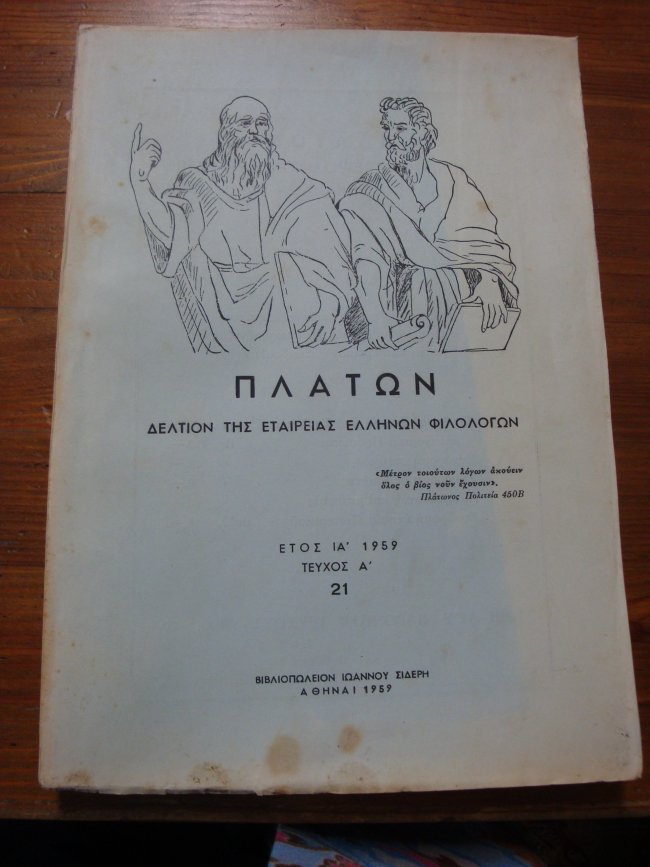 ΠΛΑΤΩΝ
ΔΕΛΤΙΟΝ ΤΗΣ ΕΤΑΙΡΕΙΑΣ ΕΛΛΗΝΩΝ ΦΙΛΟΛΟΓΩΝ
«Μέτρον τοιούτων λόγων ἀκούειν
ὅλος ὁ βίος νοῦν ἔχουσιν».
Πλάτωνος Πολιτεία 450Β
ΕΤΟΣ ΙΑ' 1959
ΤΕΥΧΟΣ Α'
21
ΒΙΒΛΙΟΠΩΛΕΙΟΝ ΙΩΑΝΝΟΥ ΣΙΔΕΡΗ
ΑΘΗΝΑΙ 1959